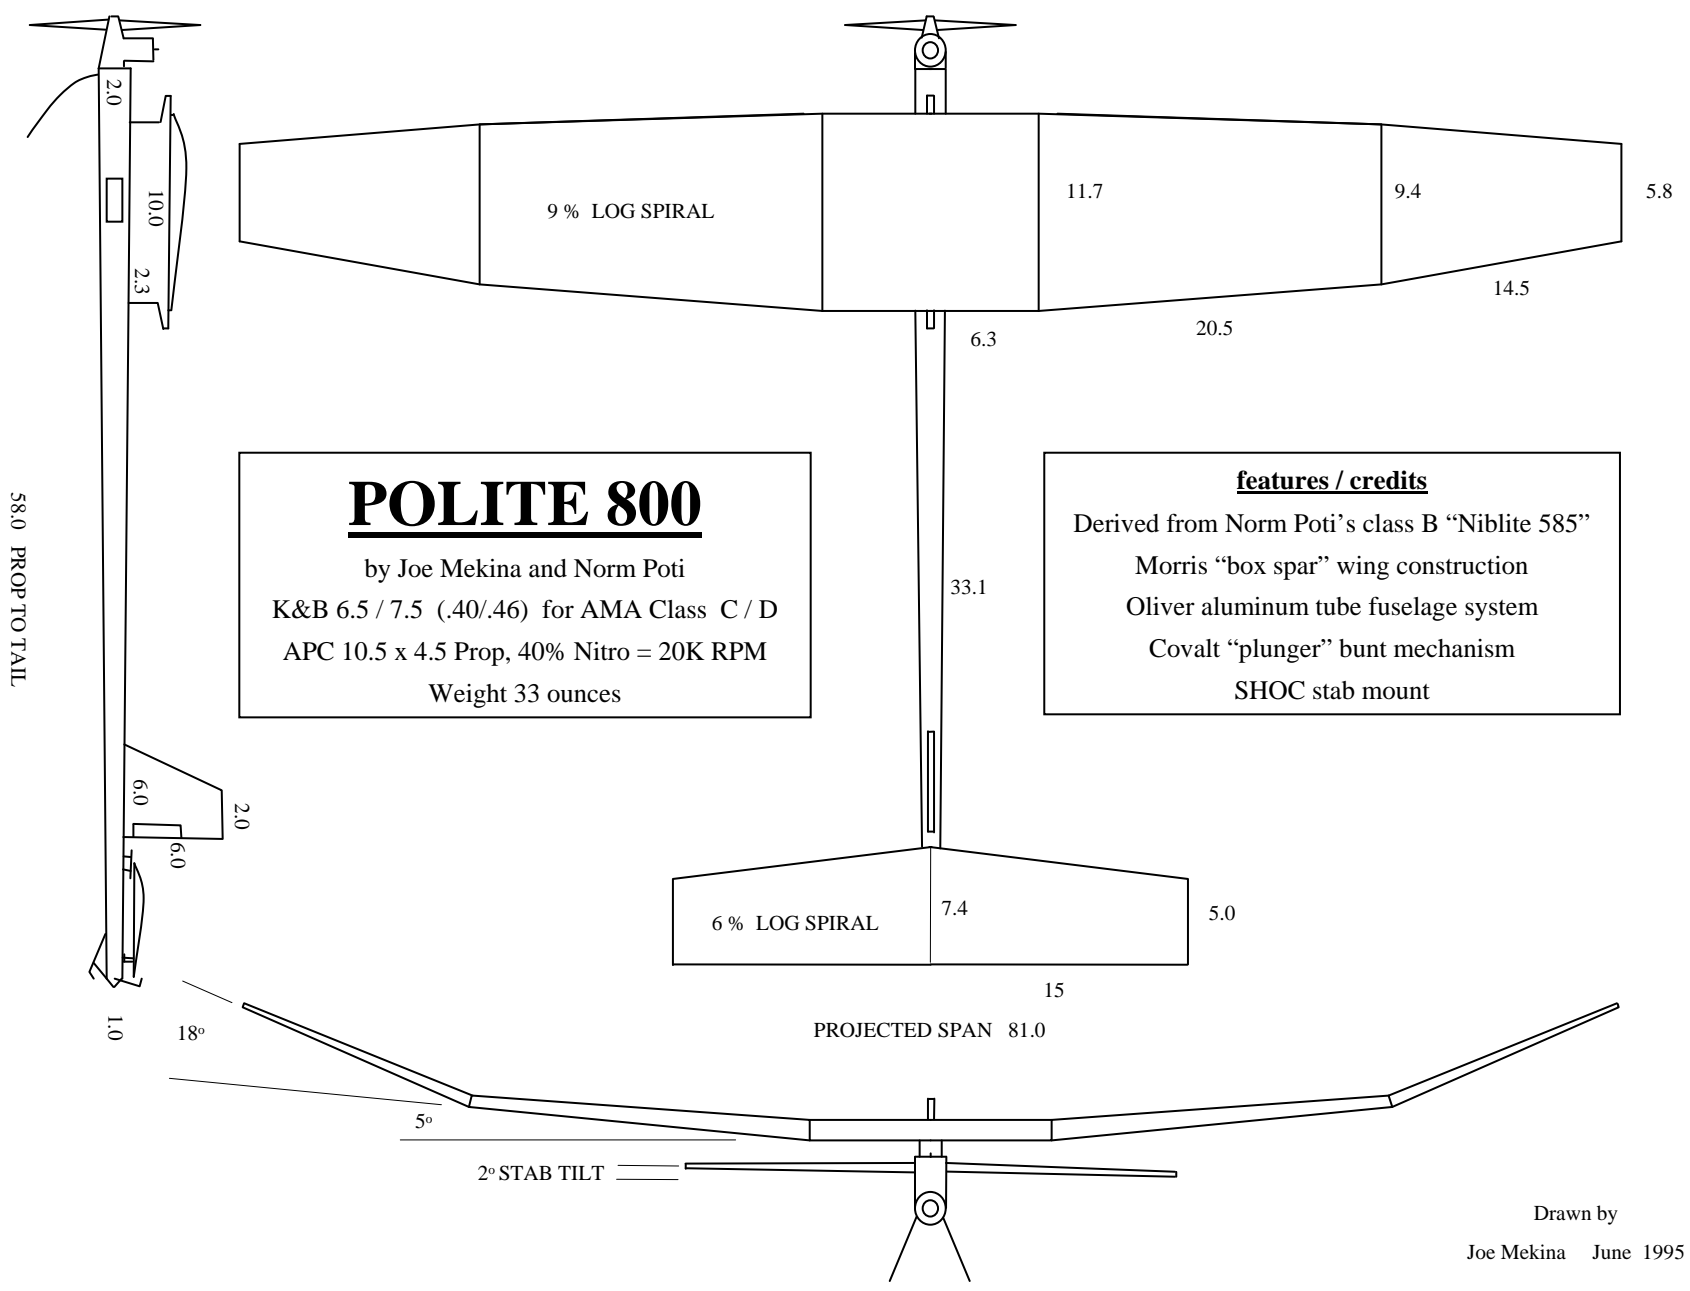 2.0
10.0
2.3
9 % LOG SPIRAL
11.7
9.4
5.8
14.5
20.5
6.3
58.0 PROP TO TAIL
POLITE 800
by Joe Mekina and Norm Poti
K&B 6.5 / 7.5 (.40/.46) for AMA Class C / D
APC 10.5 x 4.5 Prop, 40% Nitro = 20K RPM
Weight 33 ounces
33.1
features / credits
Derived from Norm Poti’s class B “Niblite 585”
Morris “box spar” wing construction
Oliver aluminum tube fuselage system
Covalt “plunger” bunt mechanism
SHOC stab mount
6.0
2.0
6.0
6 % LOG SPIRAL
7.4
5.0
15
1.0
18º
PROJECTED SPAN 81.0
5º
2º STAB TILT
Drawn by
Joe Mekina June 1995